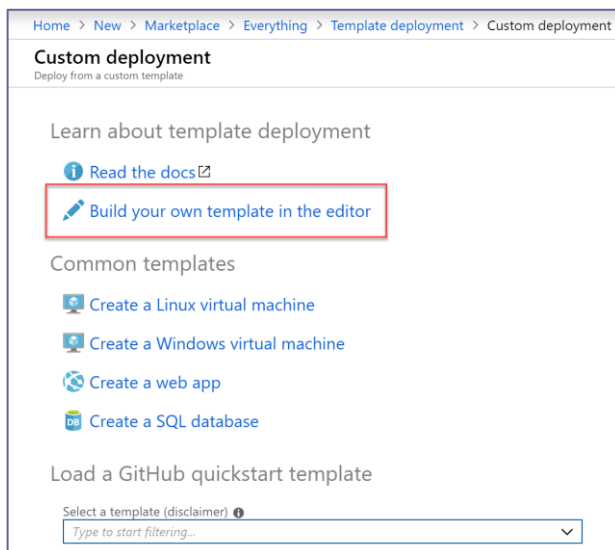 Home > New > Marketplace > Everything > Template deployment > Custom deployment
Custom deployment
Deploy from a custom template
Learn about template deployment
Read the docs
Build your own template in the editor
Common templates
Create a Linux virtual machine
Create a Windows virtual machine
Create a web app
DB Create a SQL database
Load a GitHub quickstart template
Select a template (disclaimer)
Type to start filtering...